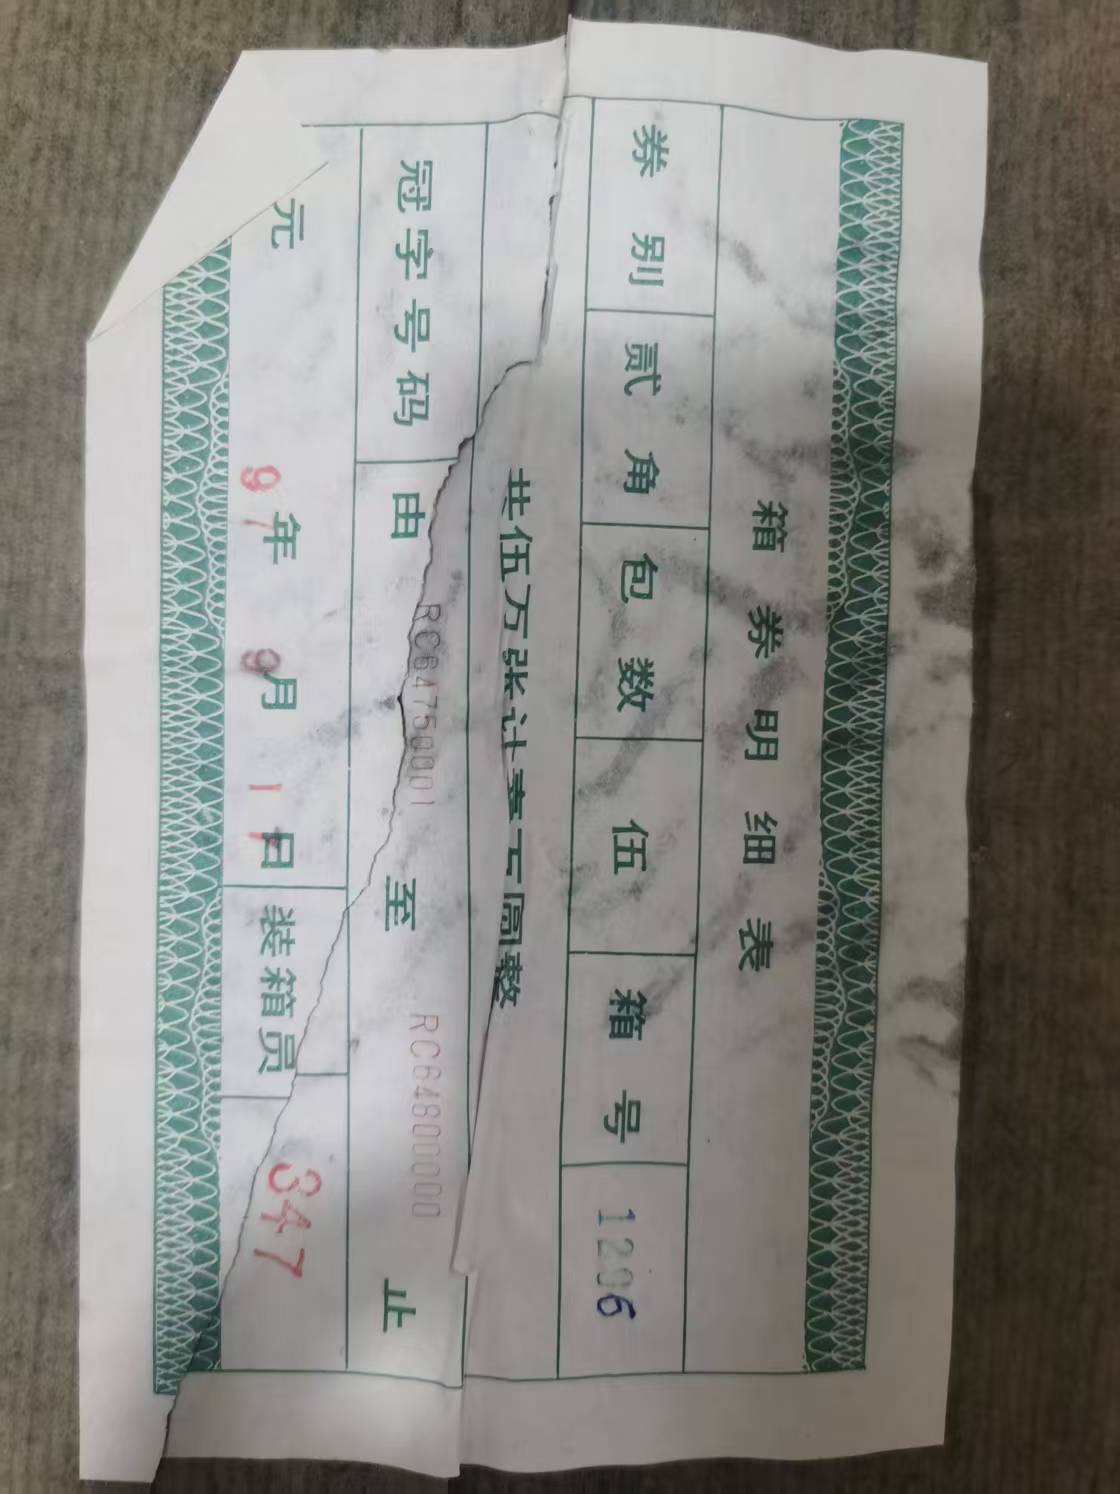 箱券明细表
券别 贰角 包数 伍 箱号 1206
共伍万张计壹万圆整
冠字号码 由 RC64750001 至 RC64800000 止
元 97年 9月 11日 装箱员 347